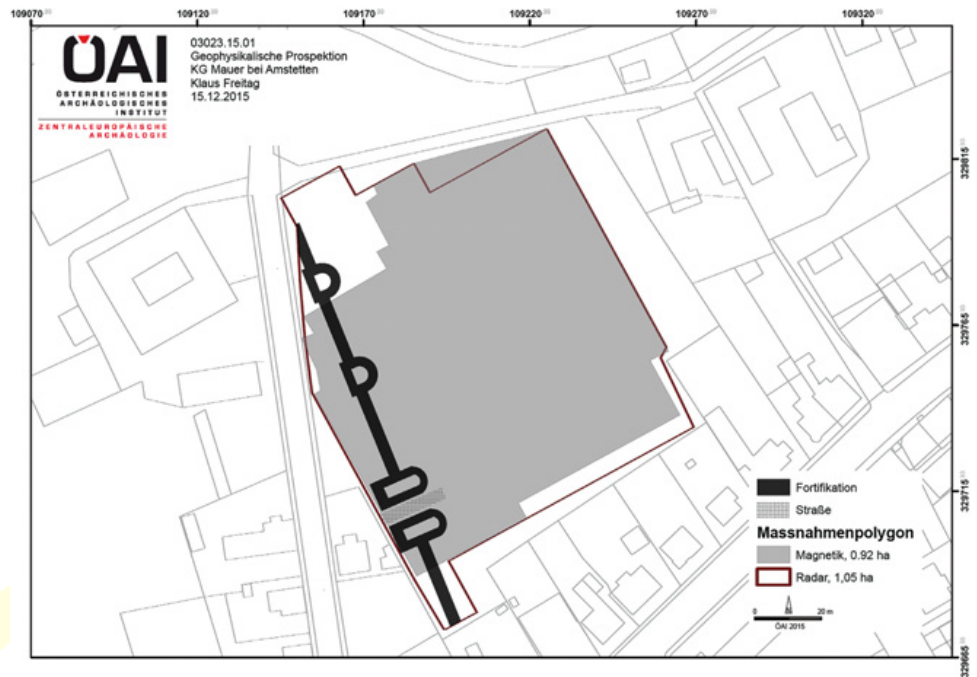 109070
109120
109170
109220
109270
109320
ÖAI
ÖSTERREICHISCHES
ARCHÄOLOGISCHES
INSTITUT
ZENTRALEUROPÄISCHE
ARCHÄOLOGIE
03023.15.01
Geophysikalische Prospektion
KG Mauer bei Amstetten
Klaus Freitag
15.12.2015
329815
329765
329715
329665
Fortifikation
Straße
Massnahmenpolygon
Magnetik, 0.92 ha
Radar, 1,05 ha
0 20 m
ÖAI 2015